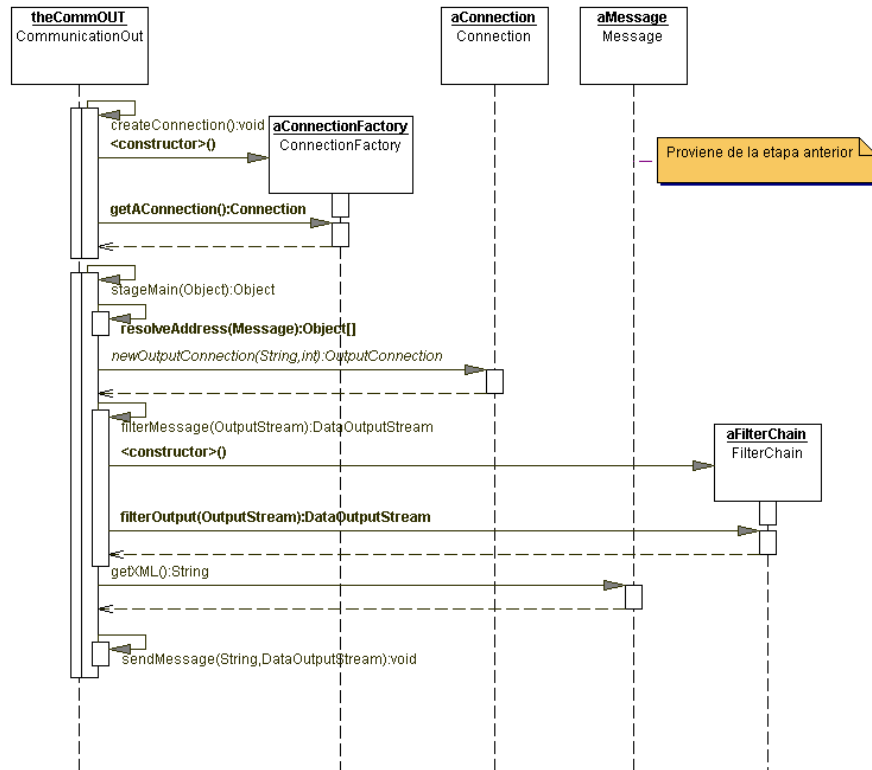 theCommOUT
CommunicationOut
aConnection
Connection
aMessage
Message
createConnection():void
<constructor>()
aConnectionFactory
ConnectionFactory
Proviene de la etapa anterior
getAConnection():Connection
stageMain(Object):Object
resolveAddress(Message):Object[]
newOutputConnection(String,int):OutputConnection
filterMessage(OutputStream):DataOutputStream
<constructor>()
aFilterChain
FilterChain
filterOutput(OutputStream):DataOutputStream
getXML():String
sendMessage(String,DataOutputStream):void